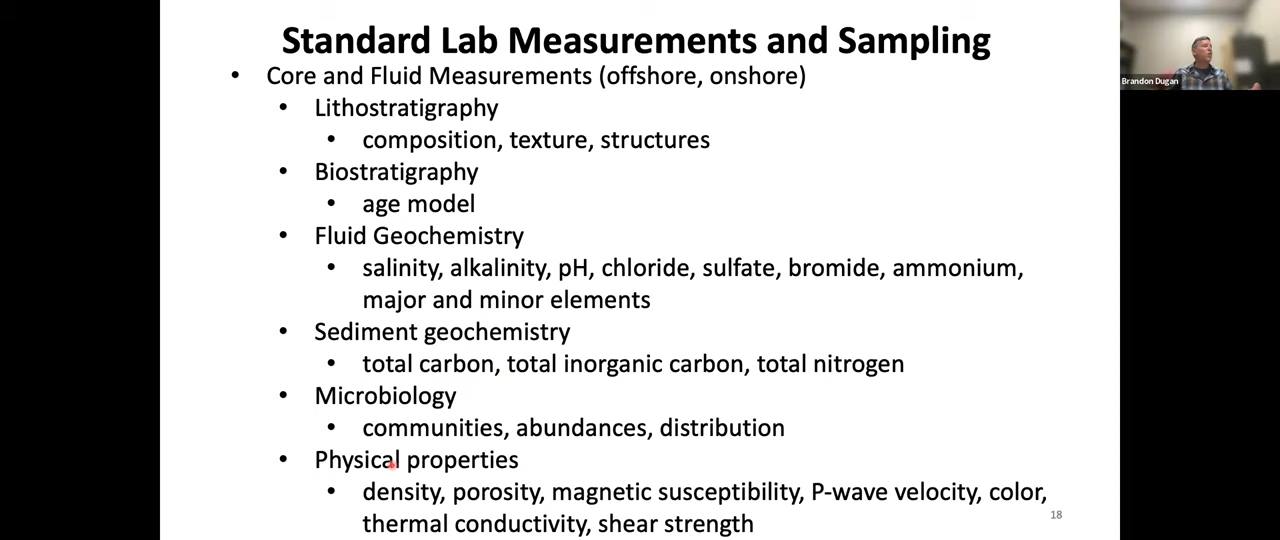 Standard Lab Measurements and Sampling
• Core and Fluid Measurements (offshore, onshore)
• Lithostratigraphy
• composition, texture, structures
• Biostratigraphy
• age model
• Fluid Geochemistry
• salinity, alkalinity, pH, chloride, sulfate, bromide, ammonium,
major and minor elements
• Sediment geochemistry
• total carbon, total inorganic carbon, total nitrogen
• Microbiology
• communities, abundances, distribution
• Physical properties
• density, porosity, magnetic susceptibility, P-wave velocity, color,
thermal conductivity, shear strength
18
Brandon Dugan